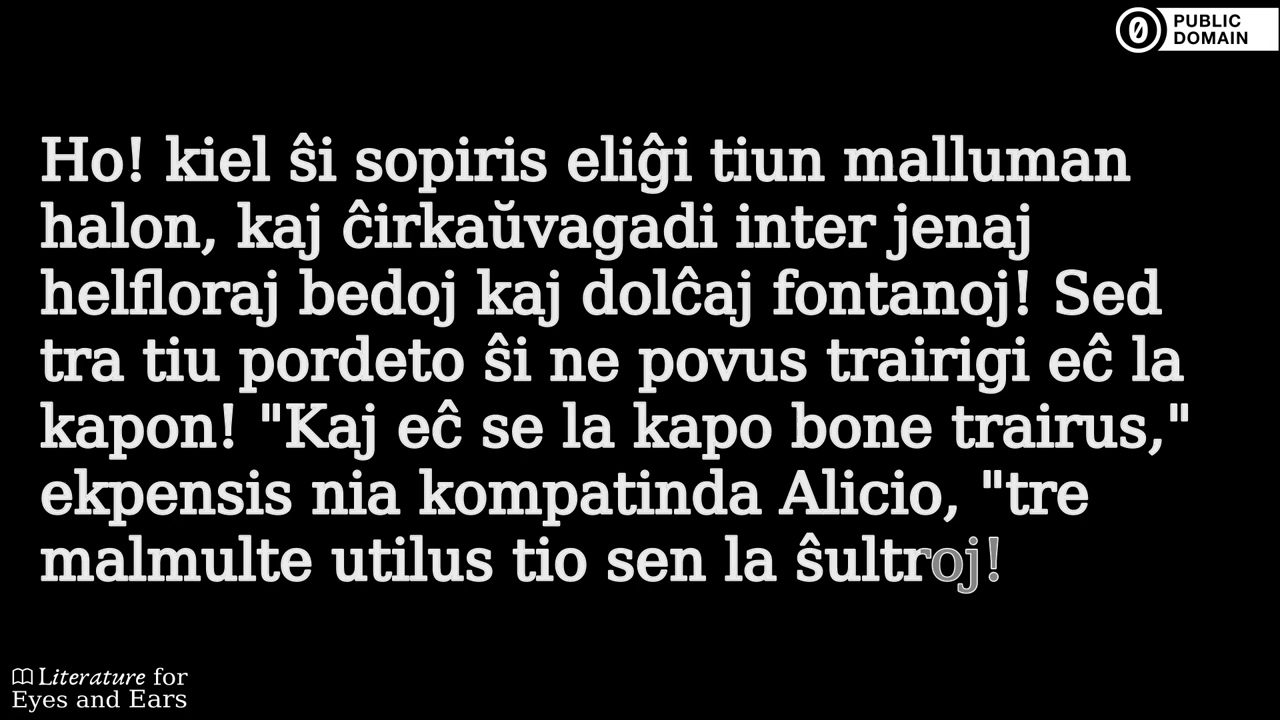 PUBLIC
DOMAIN
Ho! kiel ŝi sopiris eliĝi tiun malluman
halon, kaj ĉirkaŭvagadi inter jenaj
helfloraj bedoj kaj dolĉaj fontanoj! Sed
tra tiu pordeto ŝi ne povus trairigi eĉ la
kapon! "Kaj eĉ se la kapo bone trairus,"
ekpensis nia kompatinda Alicio, "tre
malmulte utilus tio sen la ŝultroj!
Literature for
Eyes and Ears